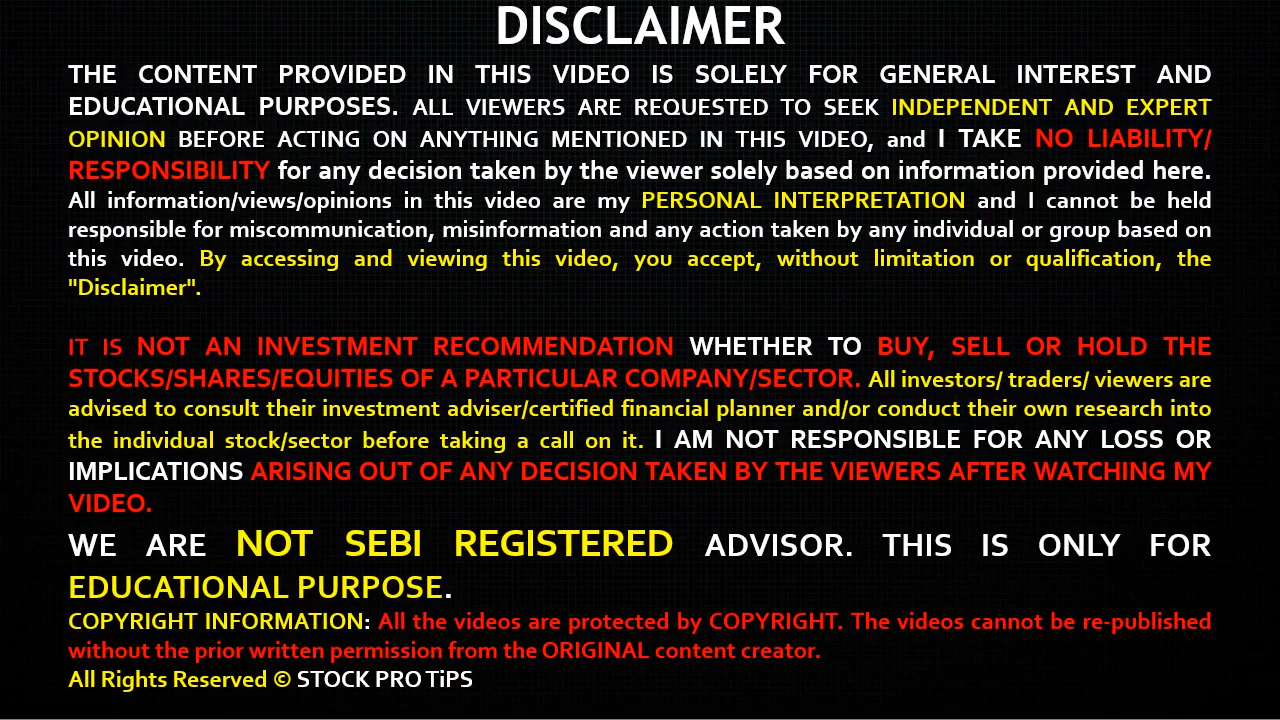 DISCLAIMER
THE CONTENT PROVIDED IN THIS VIDEO IS SOLELY FOR GENERAL INTEREST AND
EDUCATIONAL PURPOSES. ALL VIEWERS ARE REQUESTED TO SEEK INDEPENDENT AND EXPERT
OPINION BEFORE ACTING ON ANYTHING MENTIONED IN THIS VIDEO, and I TAKE NO LIABILITY/
RESPONSIBILITY for any decision taken by the viewer solely based on information provided here.
All information/views/opinions in this video are my PERSONAL INTERPRETATION and I cannot be held
responsible for miscommunication, misinformation and any action taken by any individual or group based on
this video. By accessing and viewing this video, you accept, without limitation or qualification, the
"Disclaimer".
IT IS NOT AN INVESTMENT RECOMMENDATION WHETHER TO BUY, SELL OR HOLD THE
STOCKS/SHARES/EQUITIES OF A PARTICULAR COMPANY/SECTOR. All investors/ traders/ viewers are
advised to consult their investment adviser/certified financial planner and/or conduct their own research into
the individual stock/sector before taking a call on it. I AM NOT RESPONSIBLE FOR ANY LOSS OR
IMPLICATIONS ARISING OUT OF ANY DECISION TAKEN BY THE VIEWERS AFTER WATCHING MY
VIDEO.
WE ARE NOT SEBI REGISTERED ADVISOR. THIS IS ONLY FOR
EDUCATIONAL PURPOSE.
COPYRIGHT INFORMATION: All the videos are protected by COPYRIGHT. The videos cannot be re-published
without the prior written permission from the ORIGINAL content creator.
All Rights Reserved © STOCK PRO TiPS